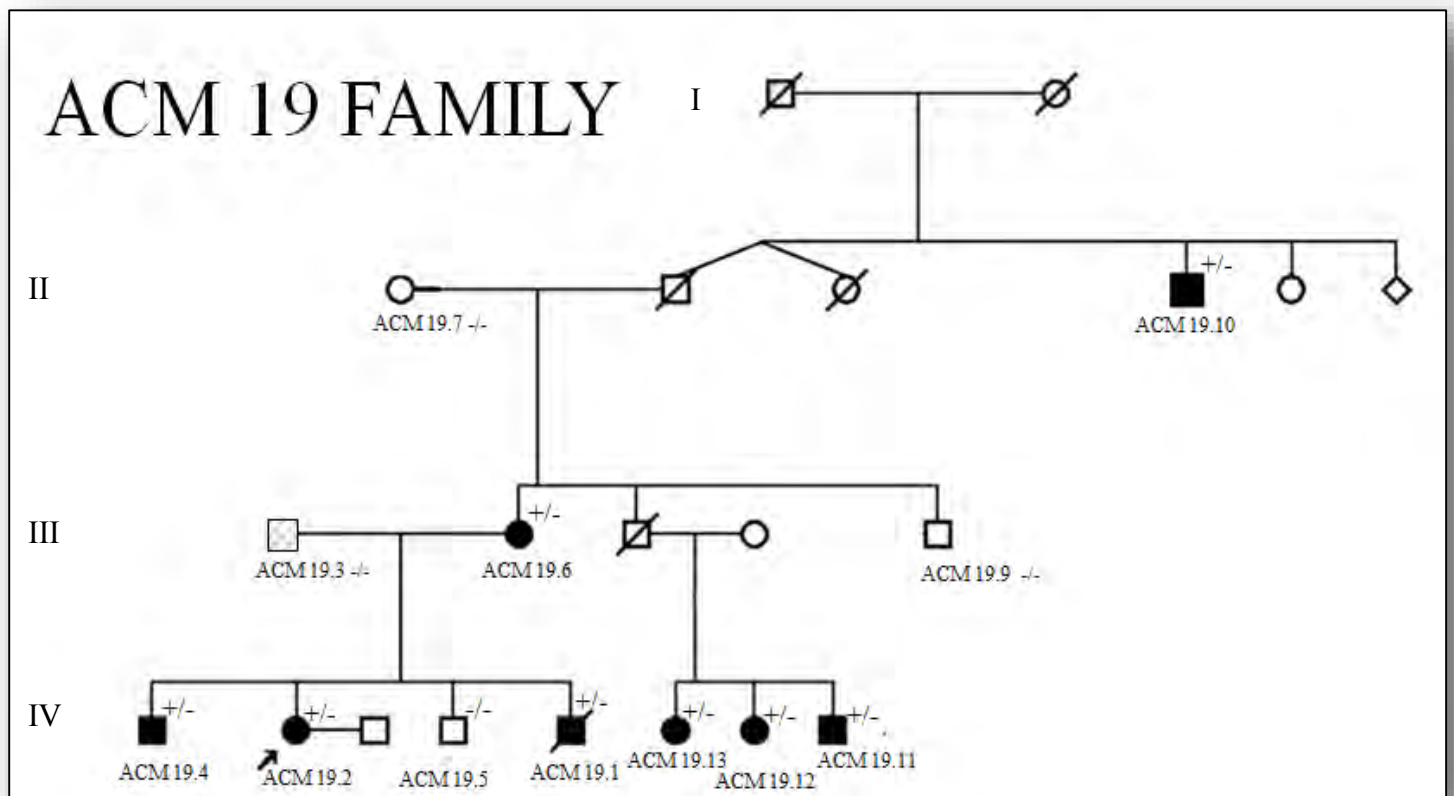 ACM 19 FAMILY
I
II
+/-
ACM 19.7 -/-
ACM 19.10
III
+/-
ACM 19.3 -/-
ACM 19.6
ACM 19.9 -/-
IV
+/-
+/-
-/-
+/-
+/-
+/-
+/-
ACM 19.4
ACM 19.2
ACM 19.5
ACM 19.1
ACM 19.13
ACM 19.12
ACM 19.11